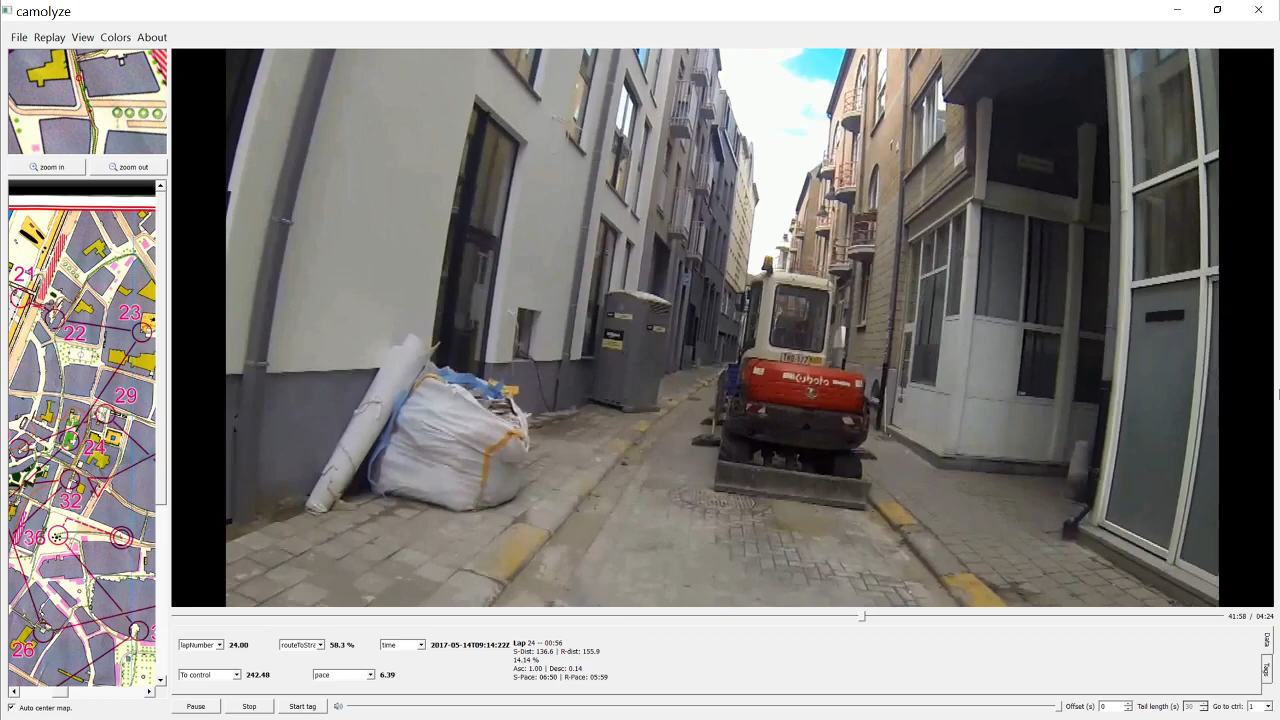 camolyze
File Replay View Colors About
zoom in
zoom out
21
22
23
29
24
32
36
26
Kubota
lapNumber 24.00 routeToStra 58.3 % time 2017-05-14T09:14:22Z
To control 242.48 pace 6.39
Lap 24 -- 00:56
S-Dist: 136.6 | R-dist: 155.9
14.14 %
Asc: 1.00 | Desc: 0.14
S-Pace: 06:50 | R-Pace: 05:59
41:58 / 04:24
Data
Tags
Auto center map.
Pause Stop Start tag
Offset (s) 0 Tail length (s) 30 Go to ctrl: 1